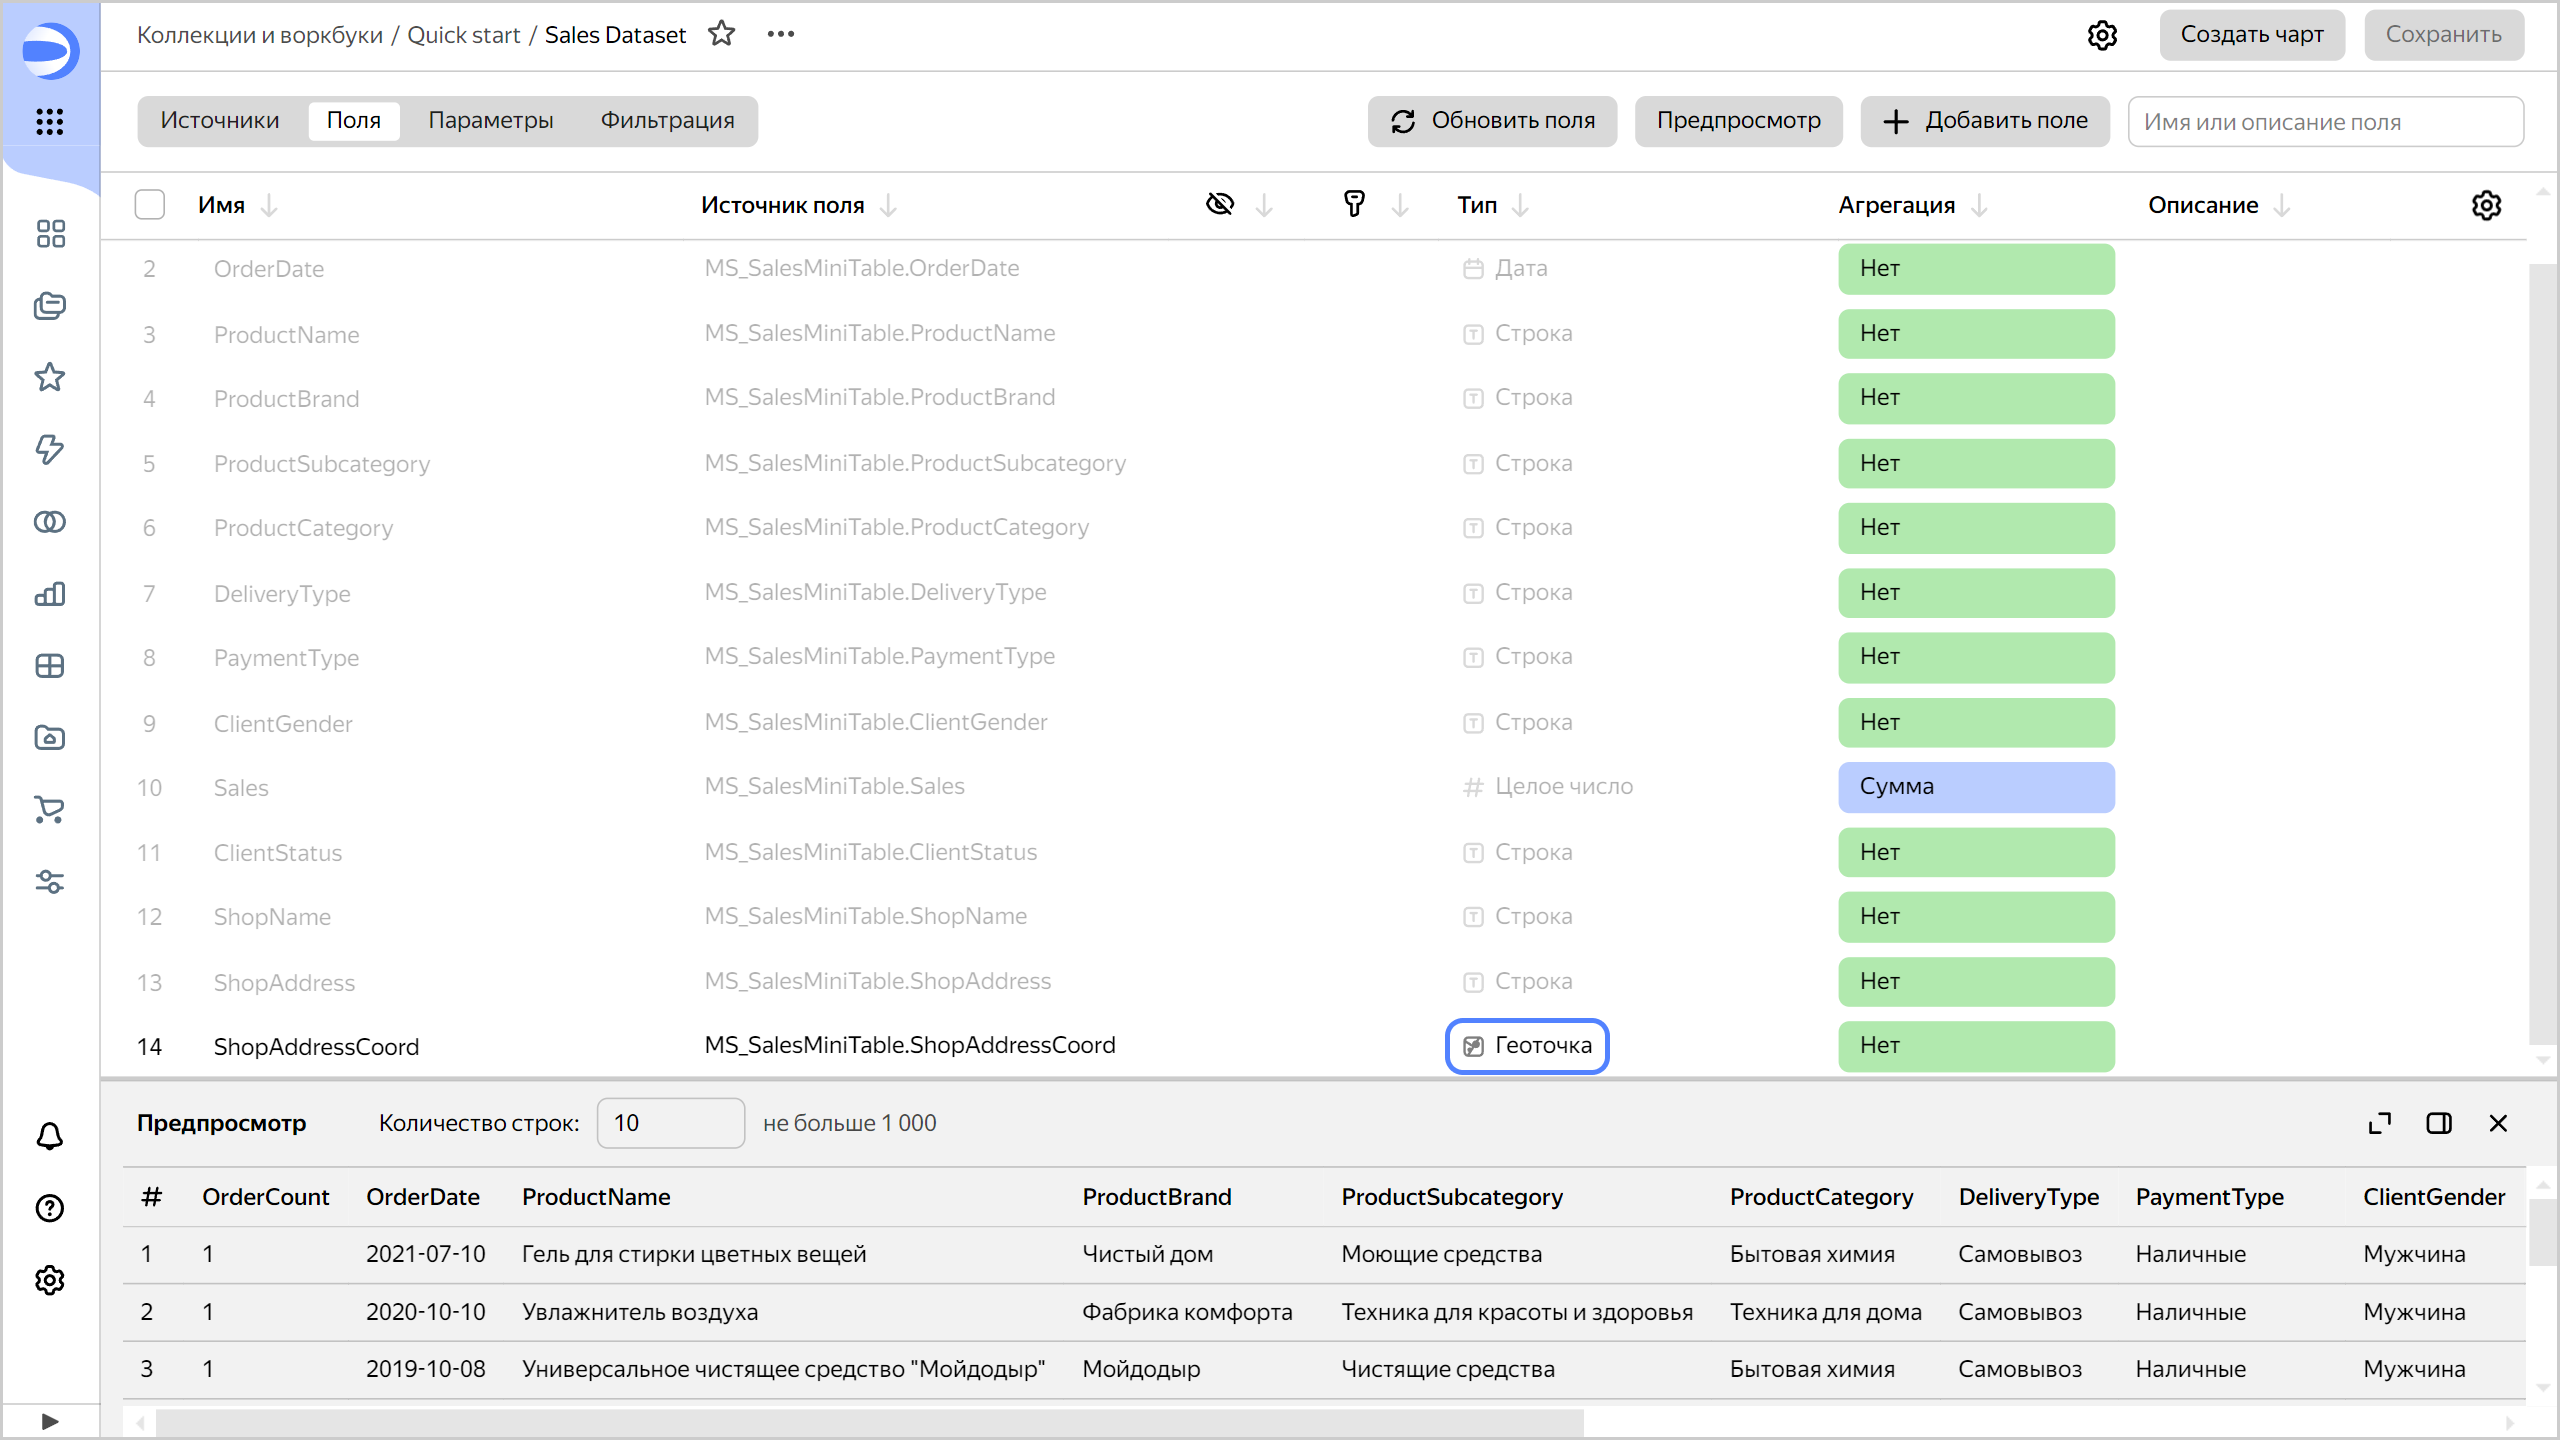 Коллекции и воркбуки / Quick start / Sales Dataset
Создать чарт
Сохранить
Источники Поля Параметры Фильтрация
Обновить поля
Предпросмотр
Добавить поле
Имя или описание поля
Имя Источник поля Тип Агрегация Описание
2 OrderDate MS_SalesMiniTable.OrderDate Дата Нет
3 ProductName MS_SalesMiniTable.ProductName Строка Нет
4 ProductBrand MS_SalesMiniTable.ProductBrand Строка Нет
5 ProductSubcategory MS_SalesMiniTable.ProductSubcategory Строка Нет
6 ProductCategory MS_SalesMiniTable.ProductCategory Строка Нет
7 DeliveryType MS_SalesMiniTable.DeliveryType Строка Нет
8 PaymentType MS_SalesMiniTable.PaymentType Строка Нет
9 ClientGender MS_SalesMiniTable.ClientGender Строка Нет
10 Sales MS_SalesMiniTable.Sales # Целое число Сумма
11 ClientStatus MS_SalesMiniTable.ClientStatus Строка Нет
12 ShopName MS_SalesMiniTable.ShopName Строка Нет
13 ShopAddress MS_SalesMiniTable.ShopAddress Строка Нет
14 ShopAddressCoord MS_SalesMiniTable.ShopAddressCoord Геоточка Нет
Предпросмотр Количество строк: 10 не больше 1 000
# OrderCount OrderDate ProductName ProductBrand ProductSubcategory ProductCategory DeliveryType PaymentType ClientGender
1 1 2021-07-10 Гель для стирки цветных вещей Чистый дом Моющие средства Бытовая химия Самовывоз Наличные Мужчина
2 1 2020-10-10 Увлажнитель воздуха Фабрика комфорта Техника для красоты и здоровья Техника для дома Самовывоз Наличные Мужчина
3 1 2019-10-08 Универсальное чистящее средство "Мойдодыр" Мойдодыр Чистящие средства Бытовая химия Самовывоз Наличные Мужчина